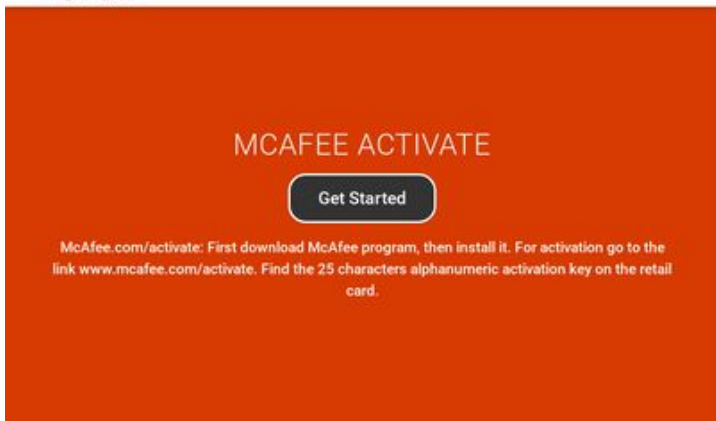 MCAFEE ACTIVATE
Get Started
McAfee.com/activate: First download McAfee program, then install it. For activation go to the
link www.mcafee.com/activate. Find the 25 characters alphanumeric activation key on the retail
card.